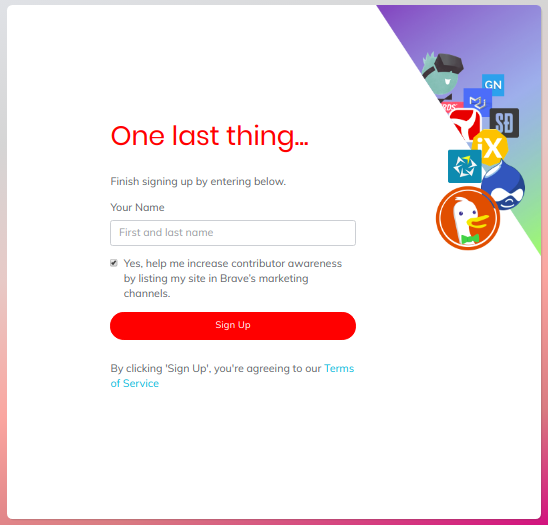 One last thing...
Finish signing up by entering below.
Your Name
First and last name
Yes, help me increase contributor awareness
by listing my site in Brave's marketing
channels.
Sign Up
By clicking 'Sign Up', you're agreeing to our Terms
of Service
GN
SĐ
iX